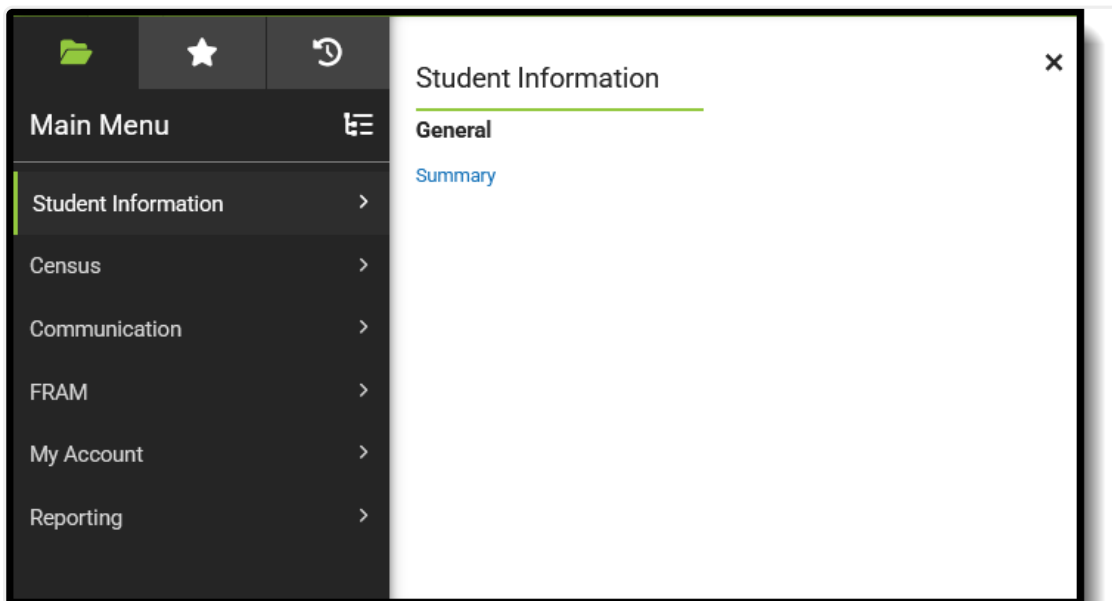 Main Menu
Student Information
Census
Communication
FRAM
My Account
Reporting
Student Information
General
Summary